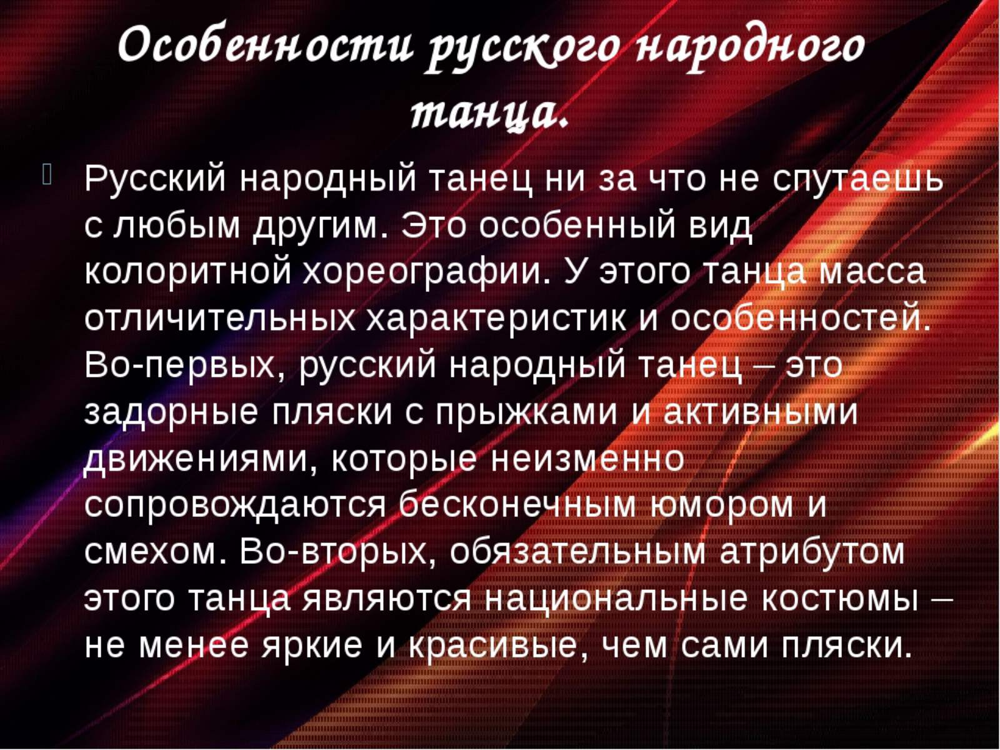 Особенности русского народного
танца.
Русский народный танец ни за что не спутаешь
с любым другим. Это особенный вид
колоритной хореографии. У этого танца масса
отличительных характеристик и особенностей.
Во-первых, русский народный танец – это
задорные пляски с прыжками и активными
движениями, которые неизменно
сопровождаются бесконечным юмором и
смехом. Во-вторых, обязательным атрибутом
этого танца являются национальные костюмы –
не менее яркие и красивые, чем сами пляски.